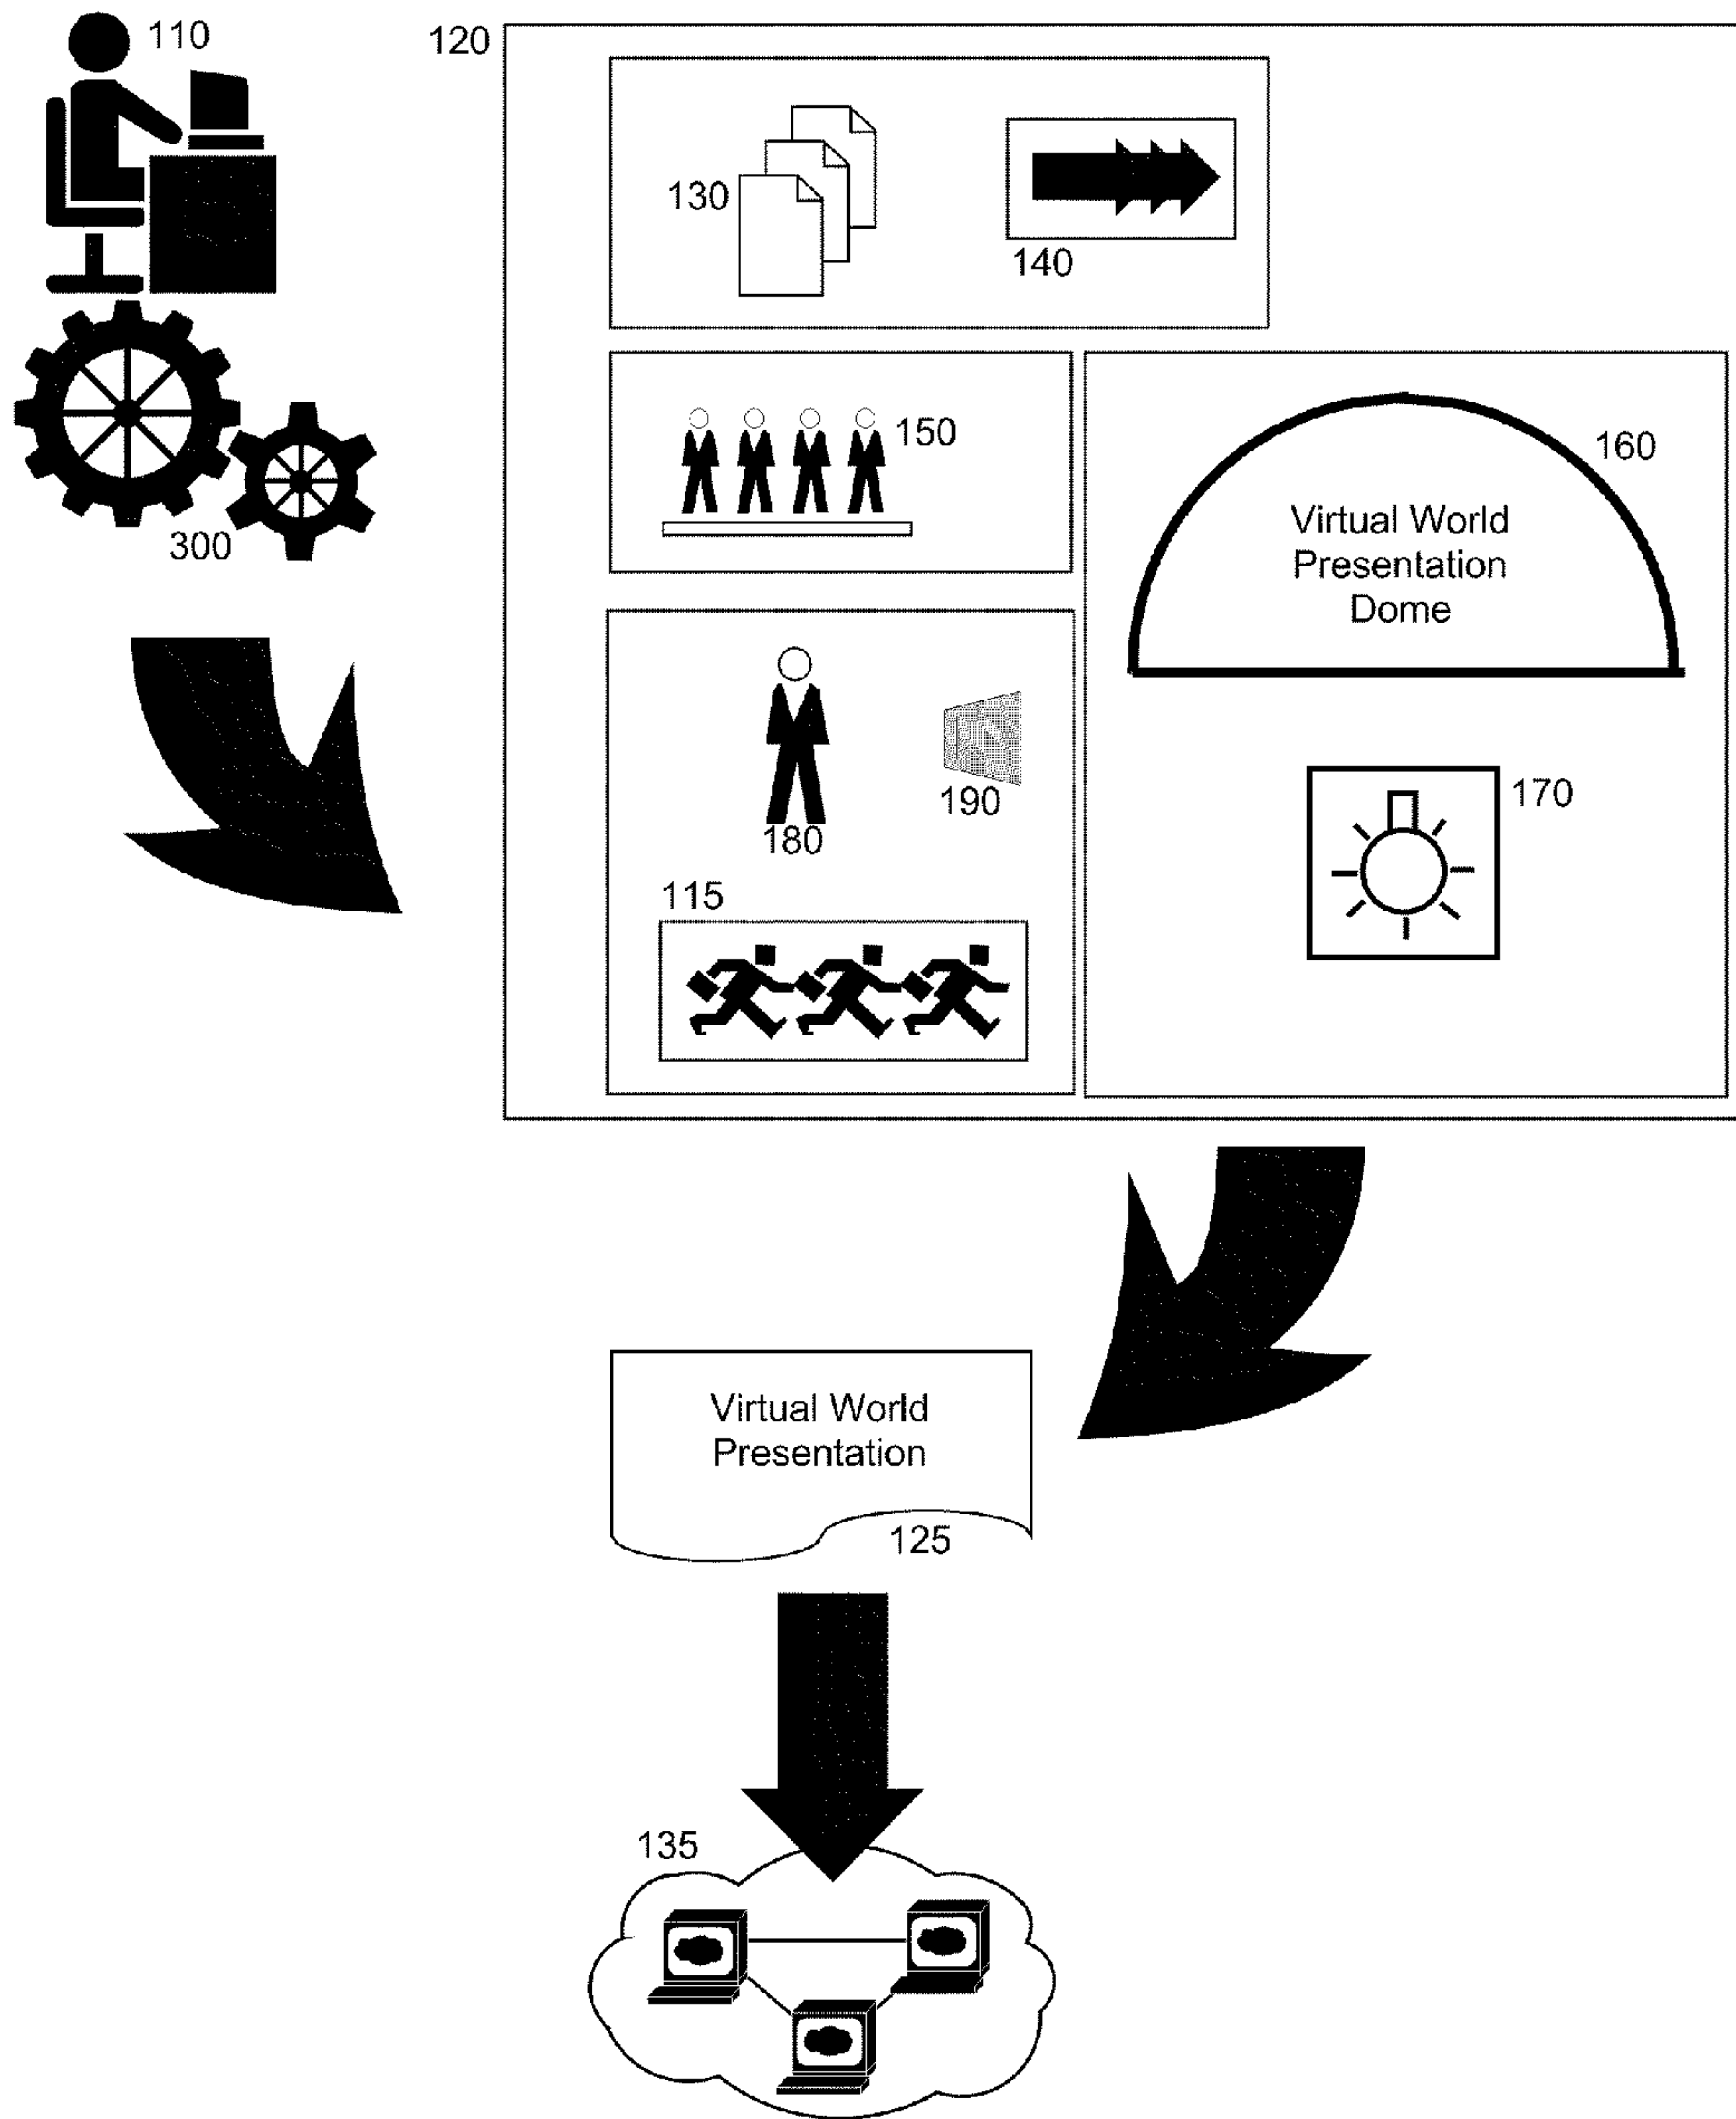 110
120
130
140
300
150
160
Virtual World
Presentation
Dome
180
190
170
115
Virtual World
Presentation
125
135